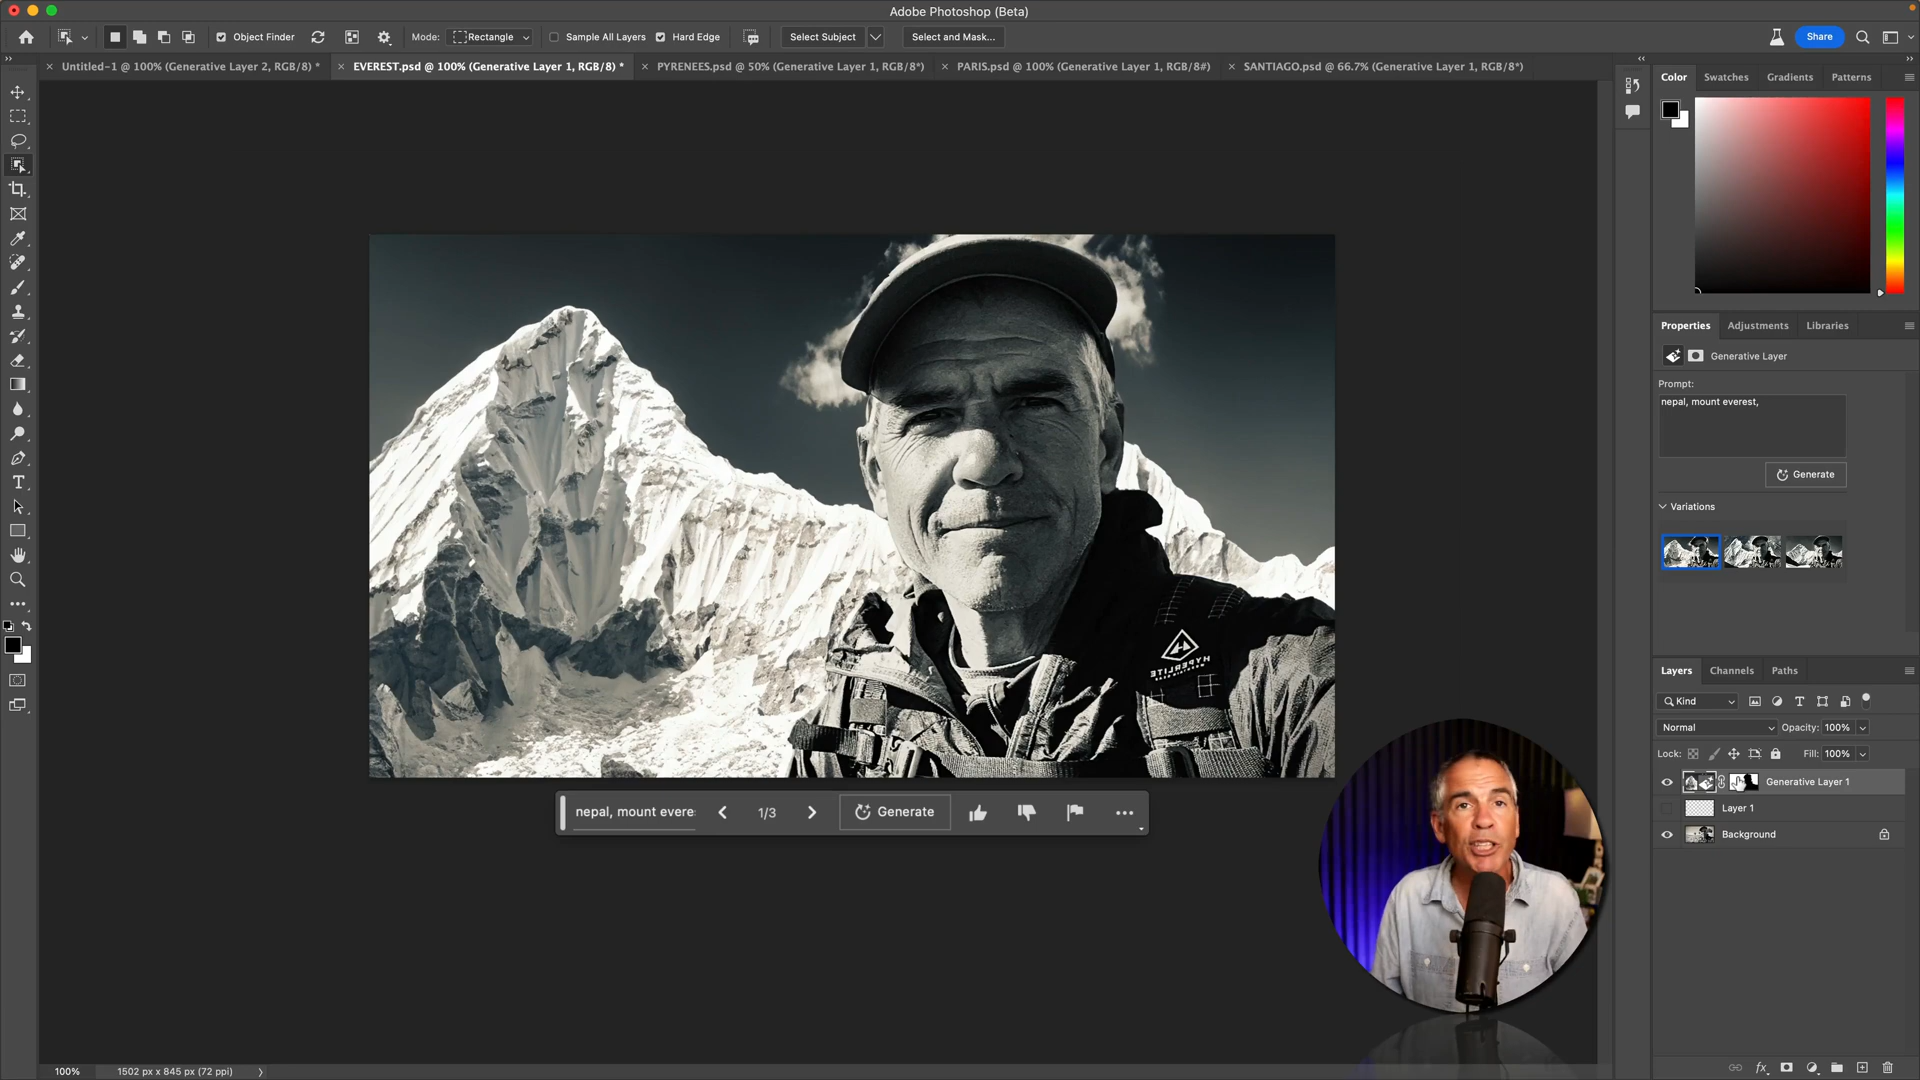 Adobe Photoshop (Beta)
Object Finder
Mode: Rectangle
Sample All Layers
Hard Edge
Select Subject
Select and Mask...
Share
Untitled-1 @ 100% (Generative Layer 2, RGB/8) *
EVEREST.psd @ 100% (Generative Layer 1, RGB/8) *
PYRENEES.psd @ 50% (Generative Layer 1, RGB/8*)
PARIS.psd @ 100% (Generative Layer 1, RGB/8#)
SANTIAGO.psd @ 66.7% (Generative Layer 1, RGB/8*)
Color Swatches Gradients Patterns
Properties Adjustments Libraries
Generative Layer
Prompt:
nepal, mount everest,
Generate
Variations
HYPERLITE
nepal, mount everes
1/3
Generate
Layers Channels Paths
Kind
Normal Opacity: 100%
Lock: Fill: 100%
Generative Layer 1
Layer 1
Background
100% 1502 px x 845 px (72 ppi)
fx